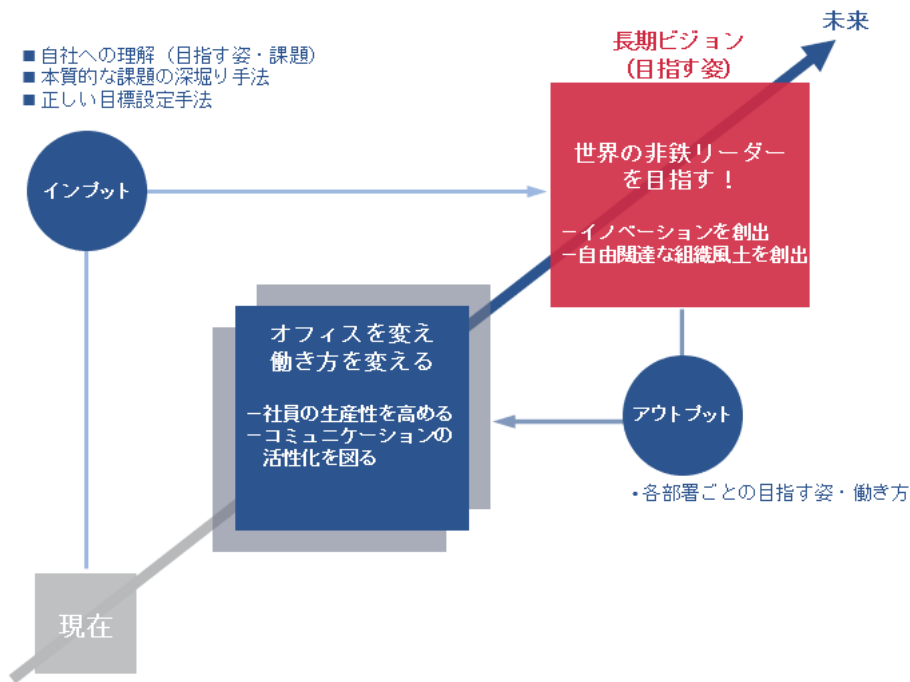 未来
長期ビジョン
(目指す姿)
■ 自社への理解（目指す姿・課題）
■ 本質的な課題の深堀り手法
■ 正しい目標設定手法
インプット
世界の非鉄リーダー
を目指す！
－イノベーションを創出
－自由闊達な組織風土を創出
オフィスを変え
働き方を変える
－社員の生産性を高める
－コミュニケーションの
活性化を図る
アウトプット
・各部署ごとの目指す姿・働き方
現在